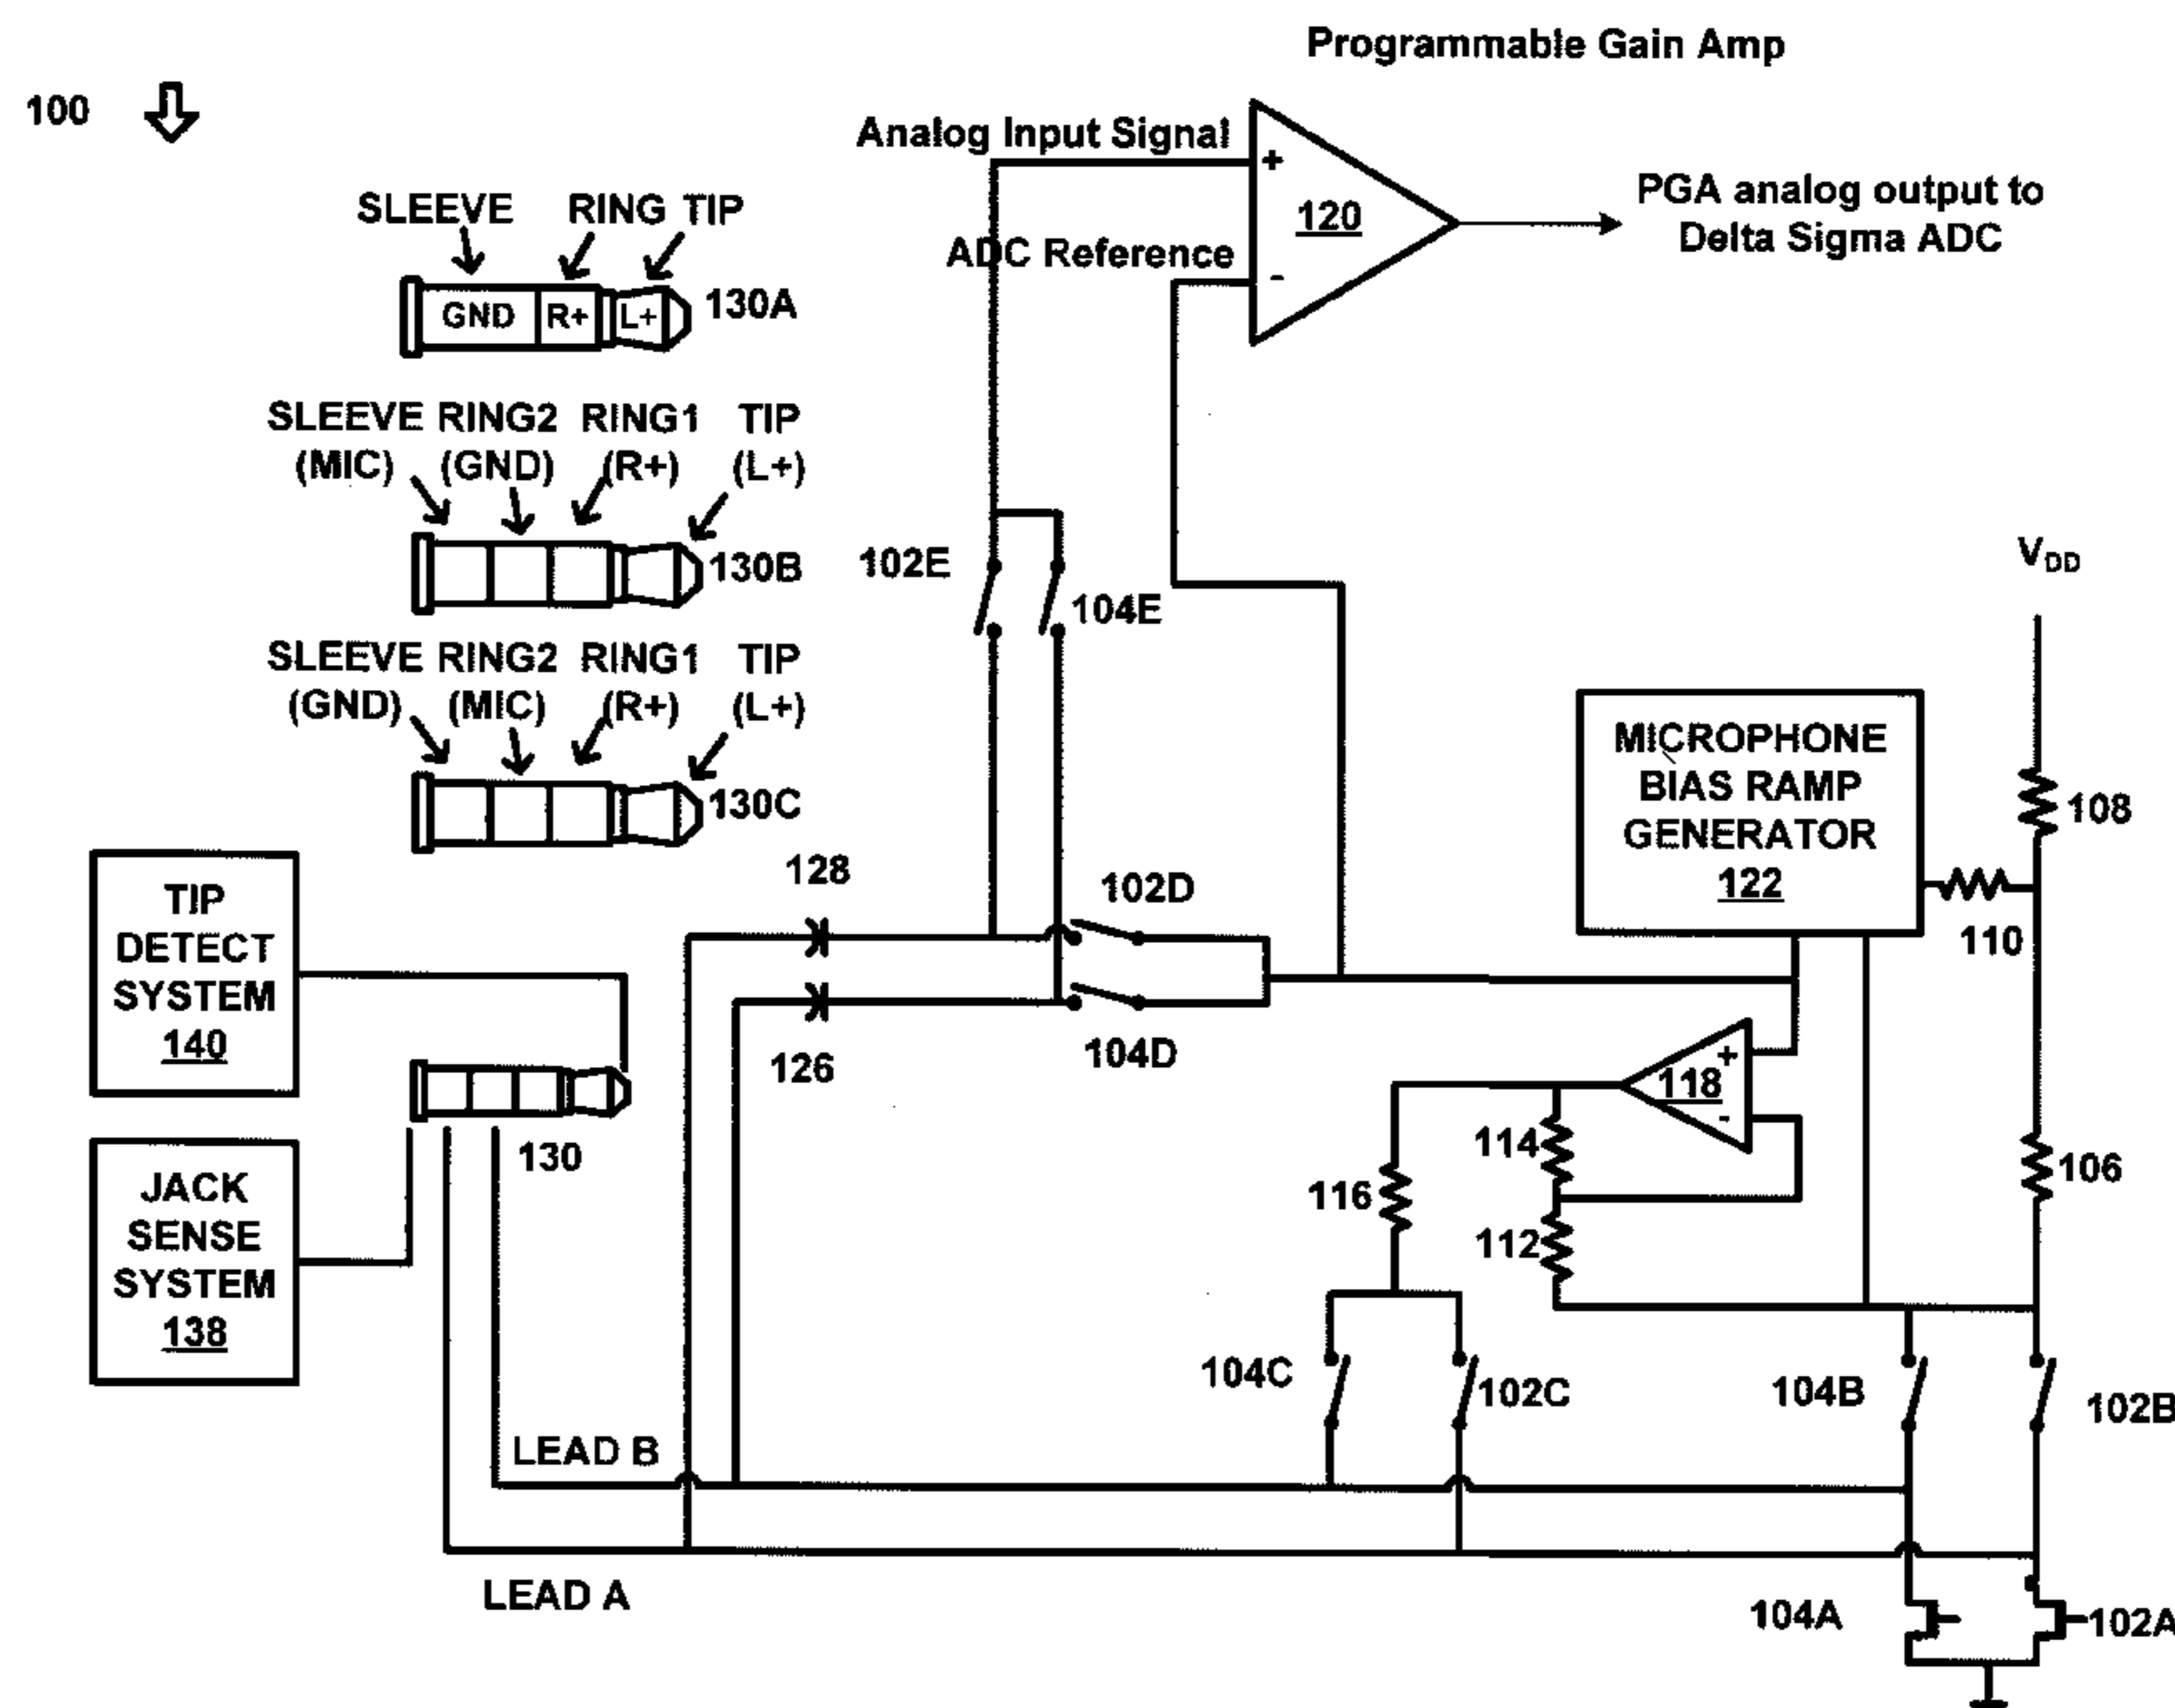 Programmable Gain Amp
100
Analog Input Signal
+
120
ADC Reference
-
PGA analog output to
Delta Sigma ADC
SLEEVE RING TIP
GND R+ L+ 130A
SLEEVE RING2 RING1 TIP
(MIC) (GND) (R+) (L+)
130B
102E
104E
VDD
SLEEVE RING2 RING1 TIP
(GND) (MIC) (R+) (L+)
130C
MICROPHONE
BIAS RAMP
GENERATOR
122
108
110
TIP
DETECT
SYSTEM
140
128
102D
126
104D
+
118
-
114
112
116
106
130
JACK
SENSE
SYSTEM
138
104C
102C
104B
102B
LEAD B
LEAD A
104A
102A